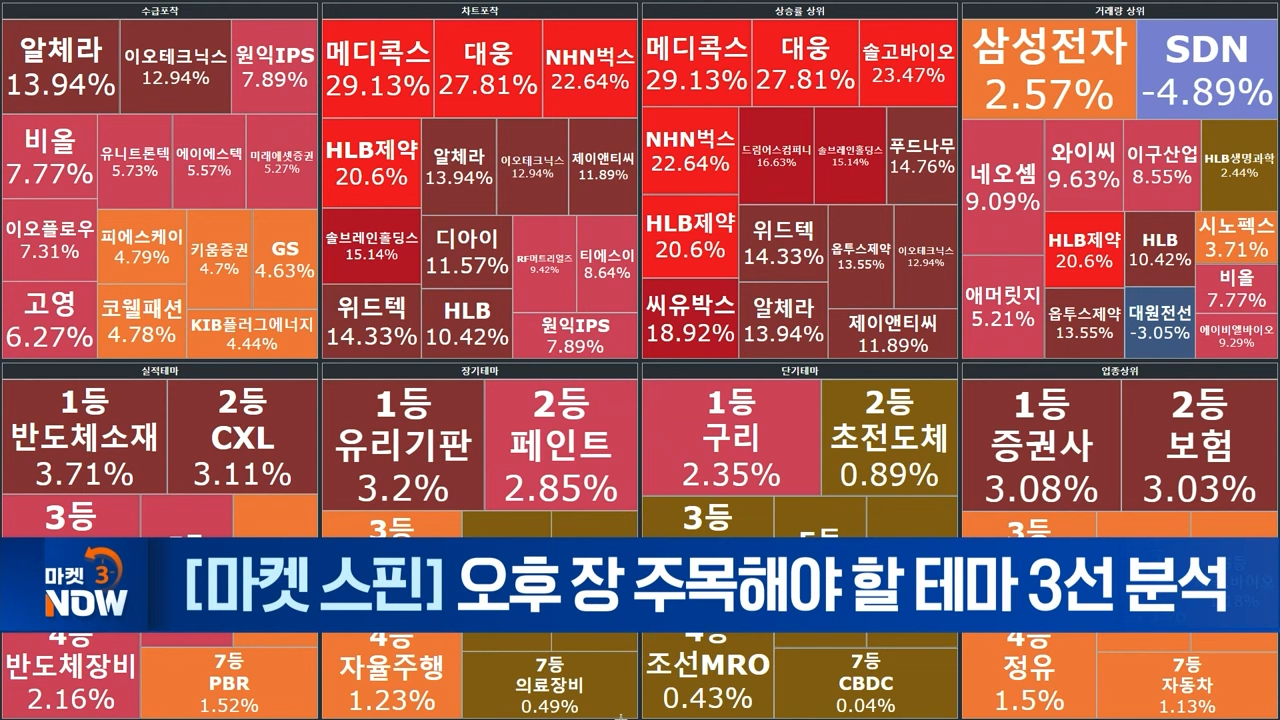 수급포착
알체라
13.94%
이오테크닉스
12.94%
원익IPS
7.89%
비올
7.77%
유니트론텍
5.73%
에이에스텍
5.57%
미래에셋증권
5.27%
이오플로우
7.31%
피에스케이
4.79%
키움증권
4.7%
GS
4.63%
고영
6.27%
코웰패션
4.78%
KIB플러그에너지
4.44%
차트포착
메디콕스
29.13%
대웅
27.81%
NHN벅스
22.64%
HLB제약
20.6%
알체라
13.94%
이오테크닉스
12.94%
제이앤티씨
11.89%
솔브레인홀딩스
15.14%
디아이
11.57%
RF머트리얼즈
9.42%
티에스이
8.64%
위드텍
14.33%
HLB
10.42%
원익IPS
7.89%
상승률 상위
메디콕스
29.13%
대웅
27.81%
솔고바이오
23.47%
NHN벅스
22.64%
드림어스컴퍼니
16.63%
솔브레인홀딩스
15.14%
푸드나무
14.76%
HLB제약
20.6%
위드텍
14.33%
옵투스제약
13.55%
이오테크닉스
12.94%
씨유박스
18.92%
알체라
13.94%
제이앤티씨
11.89%
거래량 상위
삼성전자
2.57%
SDN
-4.89%
네오셈
9.09%
와이씨
9.63%
이구산업
8.55%
HLB생명과학
2.44%
HLB제약
20.6%
HLB
10.42%
시노펙스
3.71%
애머릿지
5.21%
옵투스제약
13.55%
대원전선
-3.05%
비올
7.77%
에이비엘바이오
9.29%
실적테마
1등
반도체소재
3.71%
2등
CXL
3.11%
3등
장기테마
1등
유리기판
3.2%
2등
페인트
2.85%
3등
단기테마
1등
구리
2.35%
2등
초전도체
0.89%
3등
5등
업종상위
1등
증권사
3.08%
2등
보험
3.03%
3등
마켓 3
NOW
[마켓 스핀] 오후 장 주목해야 할 테마 3선 분석
4등
반도체장비
2.16%
7등
PBR
1.52%
4등
자율주행
1.23%
7등
의료장비
0.49%
4등
조선MRO
0.43%
7등
CBDC
0.04%
4등
정유
1.5%
7등
자동차
1.13%